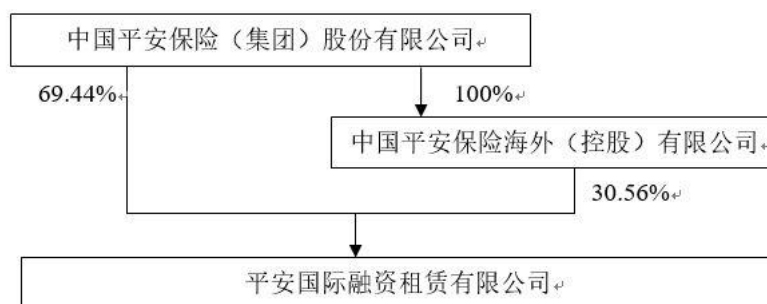 中国平安保险（集团）股份有限公司
69.44%
100%
中国平安保险海外（控股）有限公司
30.56%
平安国际融资租赁有限公司